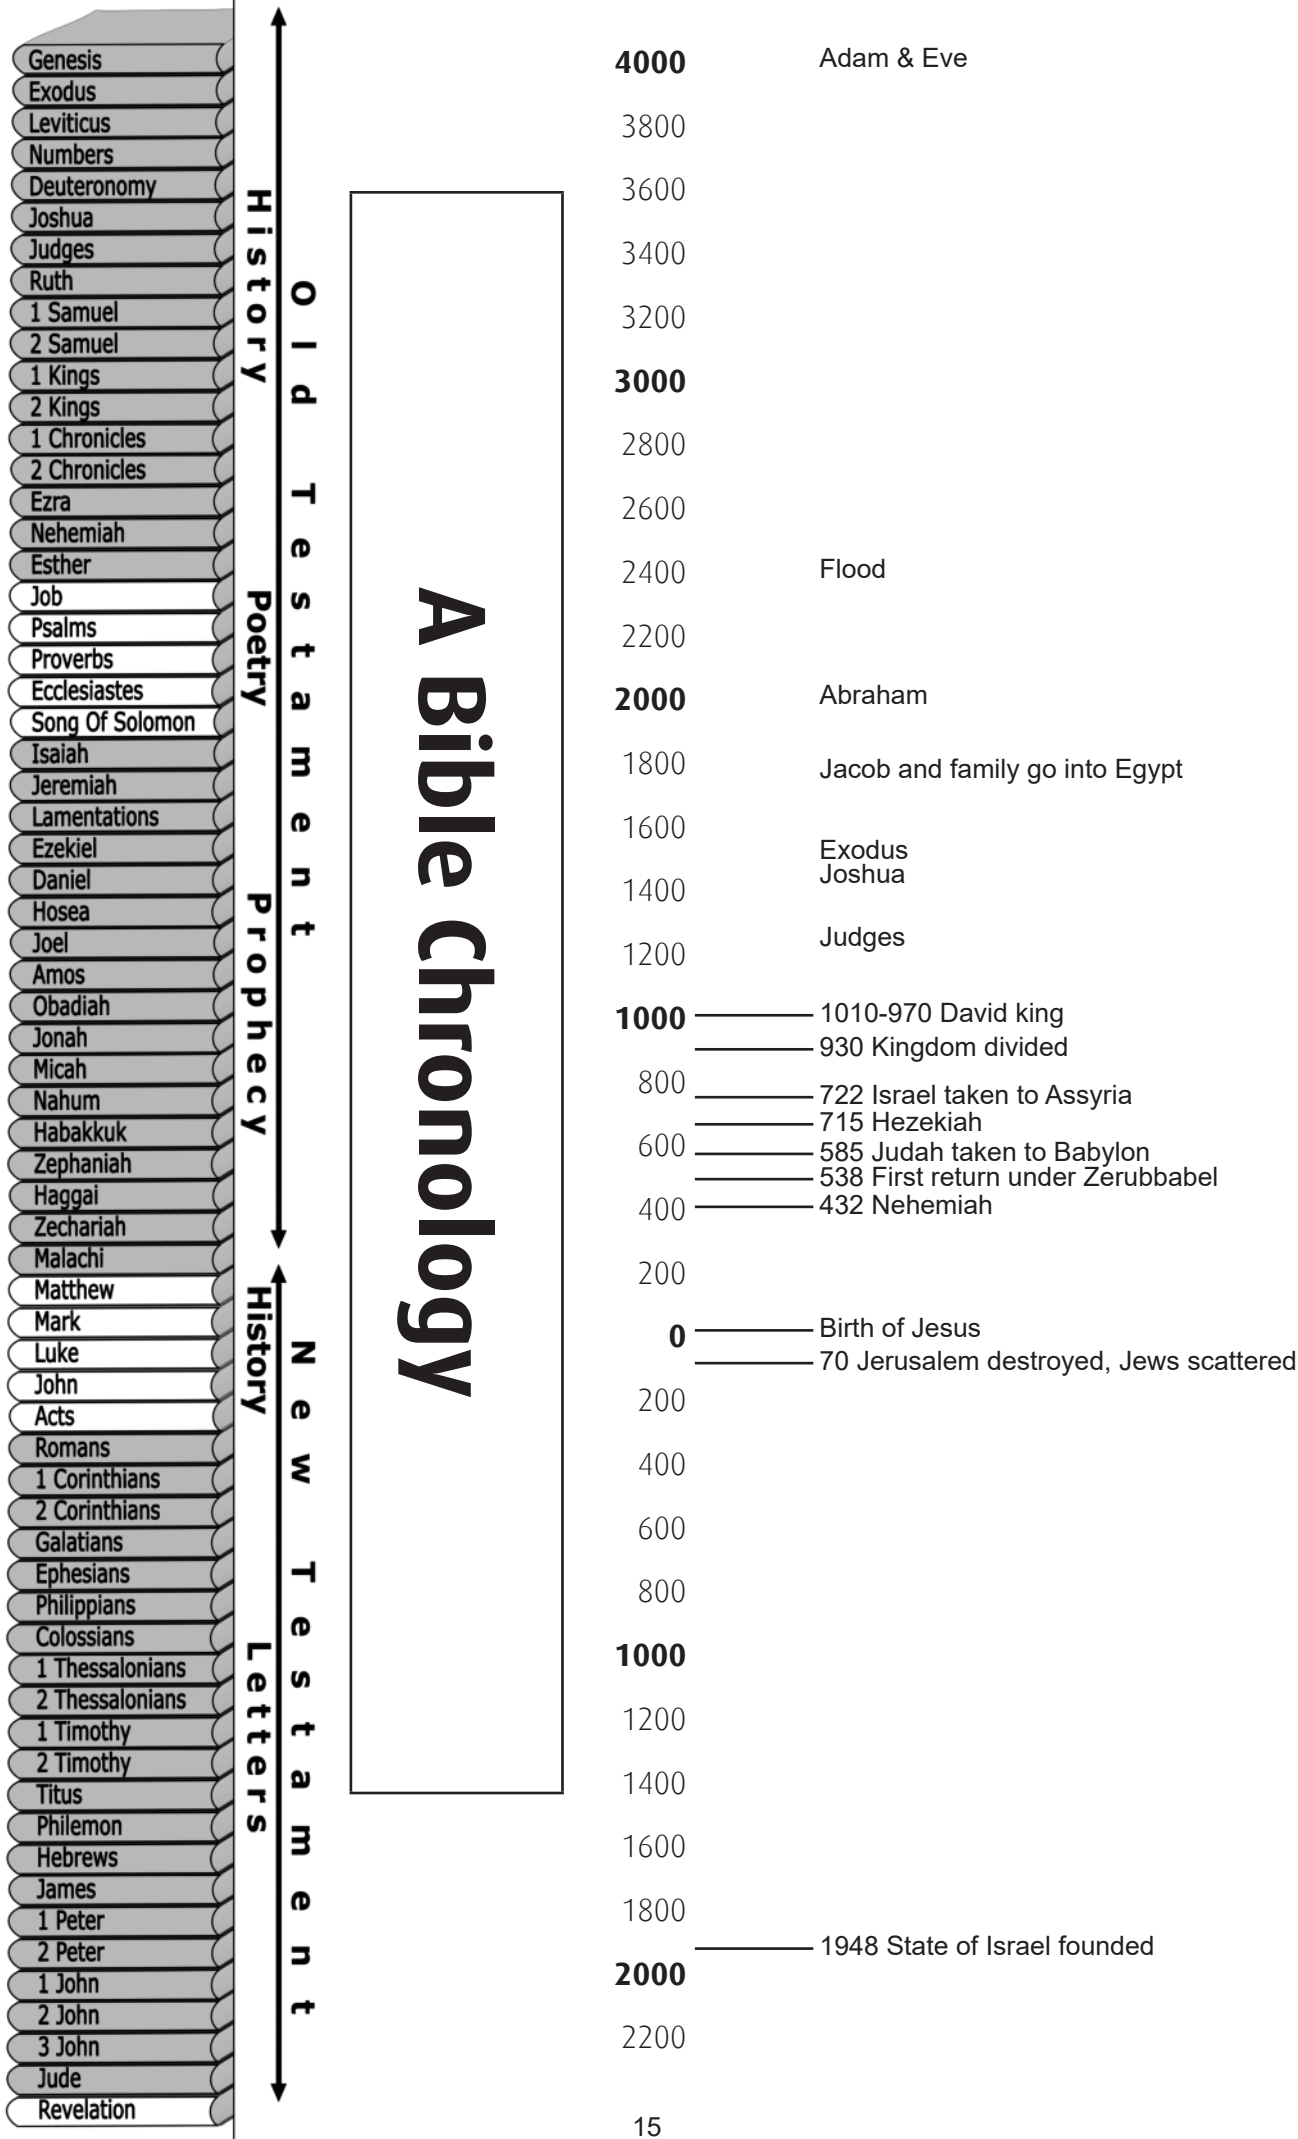 Genesis
Exodus
Leviticus
Numbers
Deuteronomy
Joshua
Judges
Ruth
1 Samuel
2 Samuel
1 Kings
2 Kings
1 Chronicles
2 Chronicles
Ezra
Nehemiah
Esther
Job
Psalms
Proverbs
Ecclesiastes
Song Of Solomon
Isaiah
Jeremiah
Lamentations
Ezekiel
Daniel
Hosea
Joel
Amos
Obadiah
Jonah
Micah
Nahum
Habakkuk
Zephaniah
Haggai
Zechariah
Malachi
Matthew
Mark
Luke
John
Acts
Romans
1 Corinthians
2 Corinthians
Galatians
Ephesians
Philippians
Colossians
1 Thessalonians
2 Thessalonians
1 Timothy
2 Timothy
Titus
Philemon
Hebrews
James
1 Peter
2 Peter
1 John
2 John
3 John
Jude
Revelation
History
Poetry
Prophecy
History
Letters
Old Testament
New Testament
A Bible Chronology
4000 Adam & Eve
3800
3600
3400
3200
3000
2800
2600
2400 Flood
2200
2000 Abraham
1800 Jacob and family go into Egypt
1600
Exodus
Joshua
1400
Judges
1200
1000 1010-970 David king
930 Kingdom divided
800
722 Israel taken to Assyria
715 Hezekiah
600 585 Judah taken to Babylon
538 First return under Zerubbabel
400 432 Nehemiah
200
0 Birth of Jesus
70 Jerusalem destroyed, Jews scattered
200
400
600
800
1000
1200
1400
1600
1800
1948 State of Israel founded
2000
2200
15